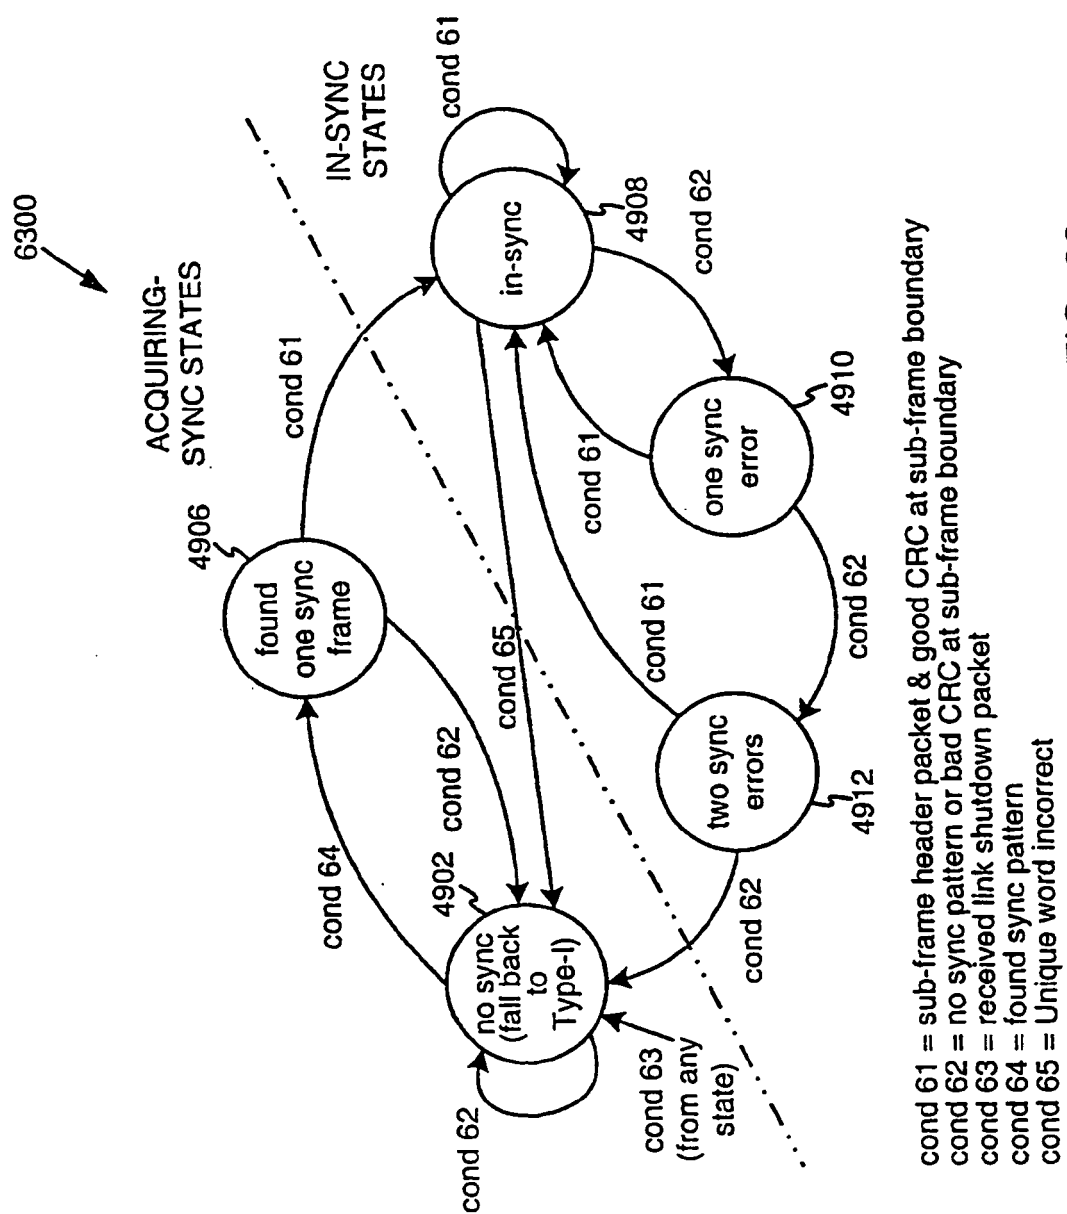 6300
ACQUIRING-
SYNC STATES
IN-SYNC
STATES
cond 61
4906
found
one sync
frame
cond 61
in-sync
4908
cond 62
cond 64
cond 62
cond 65
4902
no sync
(fall back
to
Type-I)
cond 62
cond 63
(from any
state)
cond 61
cond 61
one sync
error
4910
cond 62
two sync
errors
4912
cond 62
cond 61 = sub-frame header packet & good CRC at sub-frame boundary
cond 62 = no sync pattern or bad CRC at sub-frame boundary
cond 63 = received link shutdown packet
cond 64 = found sync pattern
cond 65 = Unique word incorrect